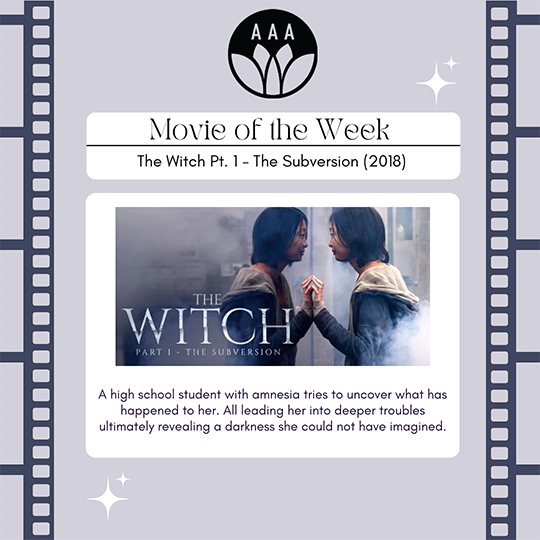 AAA
Movie of the Week
The Witch Pt. 1 - The Subversion (2018)
THE
WITCH
PART 1 - THE SUBVERSION
A high school student with amnesia tries to uncover what has
happened to her. All leading her into deeper troubles
ultimately revealing a darkness she could not have imagined.